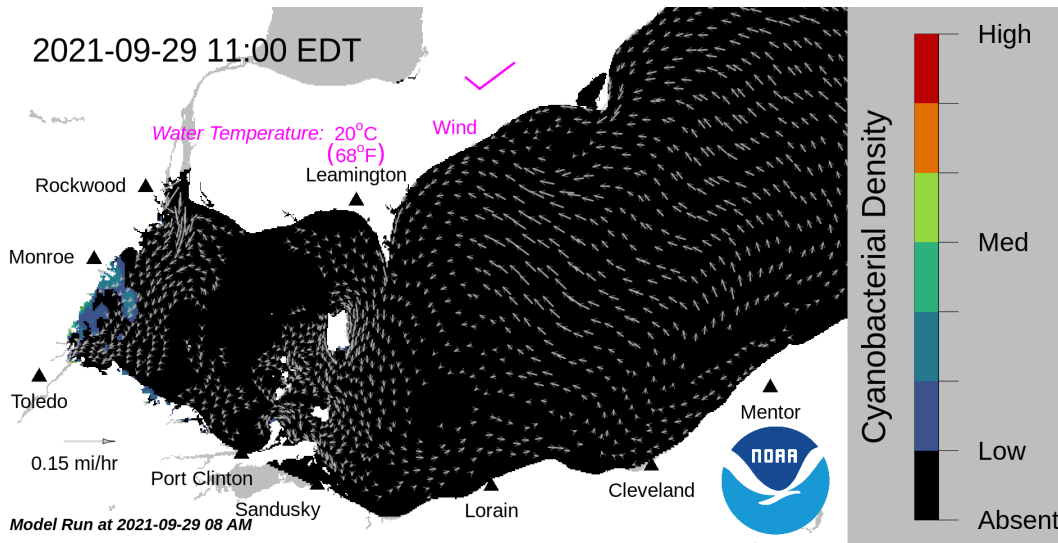 2021-09-29 11:00 EDT
High
Wind
Water Temperature: 20°C
(68°F)
Leamington
Rockwood
Monroe
Med
Cyanobacterial Density
Toledo
Mentor
0.15 mi/hr
NOAA
Low
Port Clinton
Cleveland
Sandusky
Lorain
Model Run at 2021-09-29 08 AM
Absent